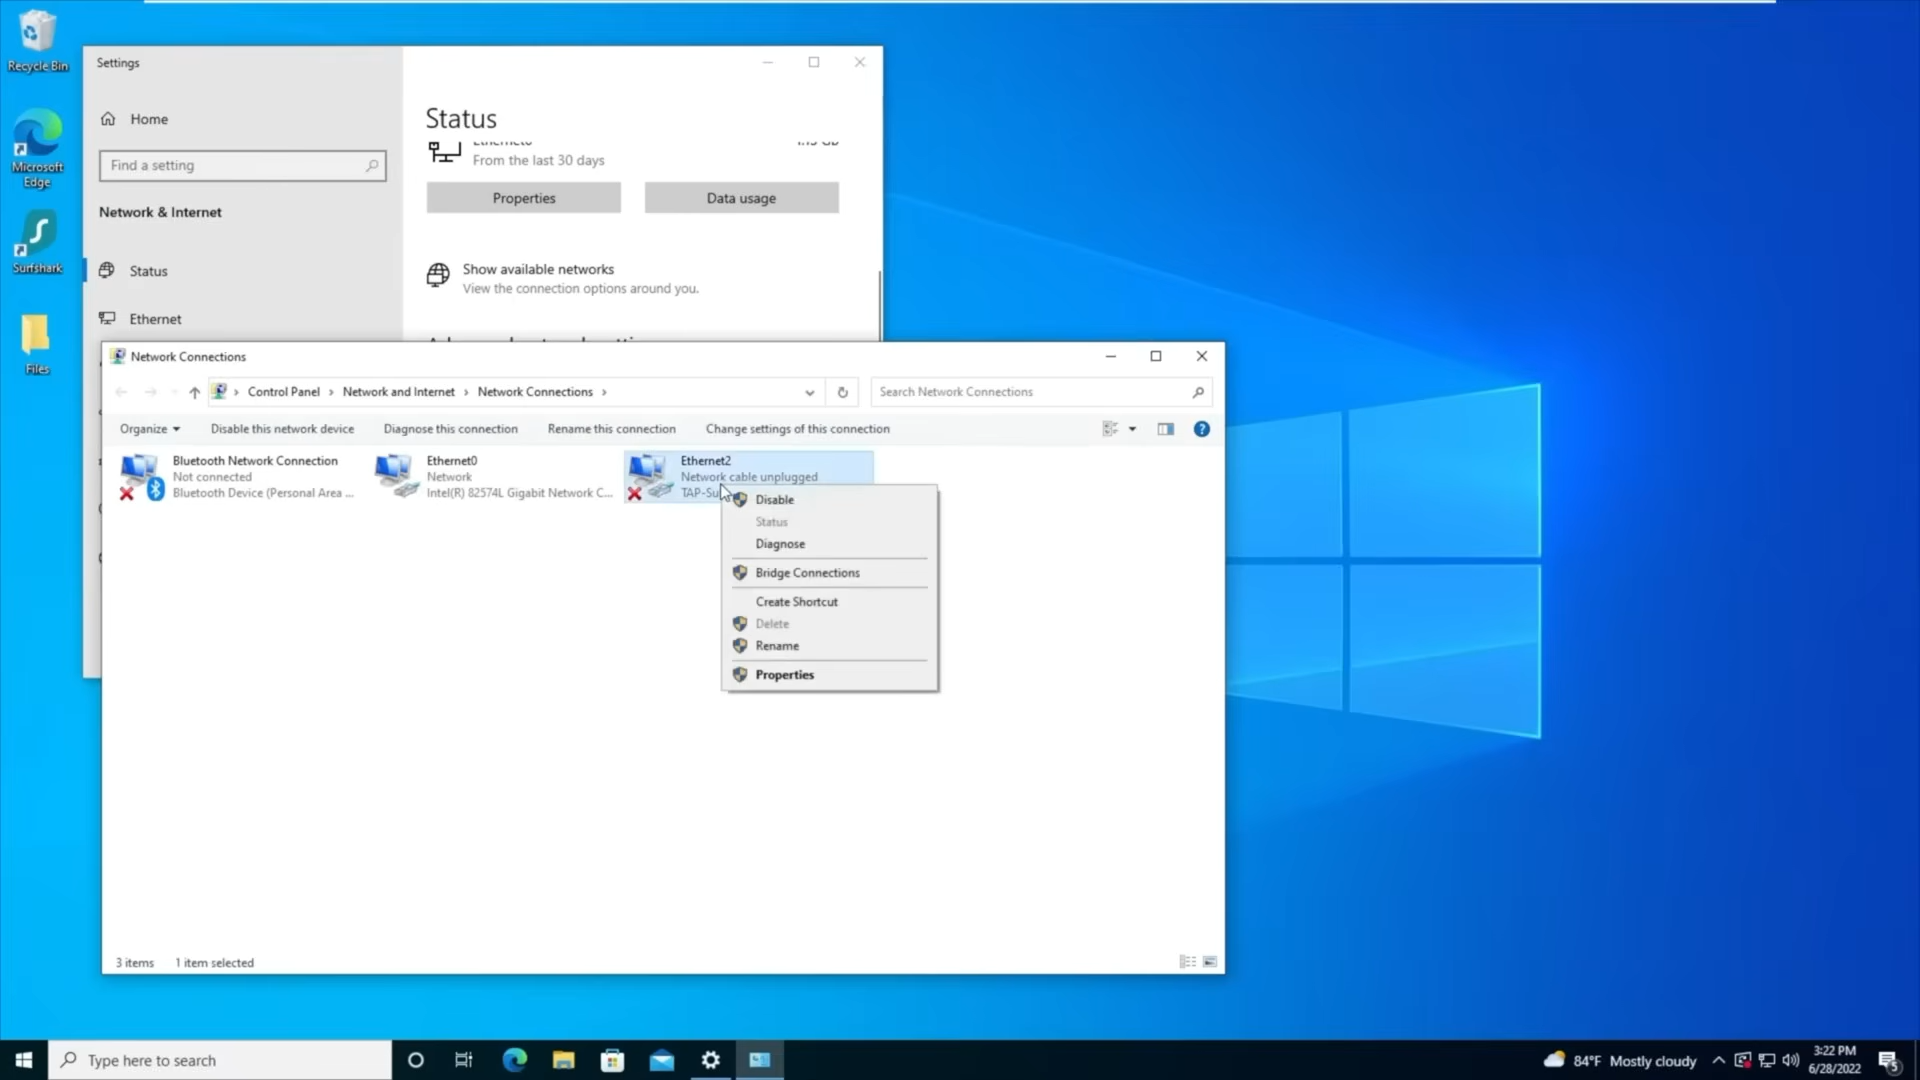 Recycle Bin
Microsoft
Edge
Surfshark
Files
Settings
Home
Find a setting
Network & Internet
Status
Ethernet
Status
From the last 30 days
Properties
Data usage
Show available networks
View the connection options around you.
Network Connections
Control Panel > Network and Internet > Network Connections >
Search Network Connections
Organize
Disable this network device
Diagnose this connection
Rename this connection
Change settings of this connection
Bluetooth Network Connection
Not connected
Bluetooth Device (Personal Area ...
Ethernet0
Network
Intel(R) 82574L Gigabit Network C...
Ethernet2
Network cable unplugged
TAP-Su
Disable
Status
Diagnose
Bridge Connections
Create Shortcut
Delete
Rename
Properties
3 items
1 item selected
Type here to search
84°F Mostly cloudy
3:22 PM
6/28/2022
5